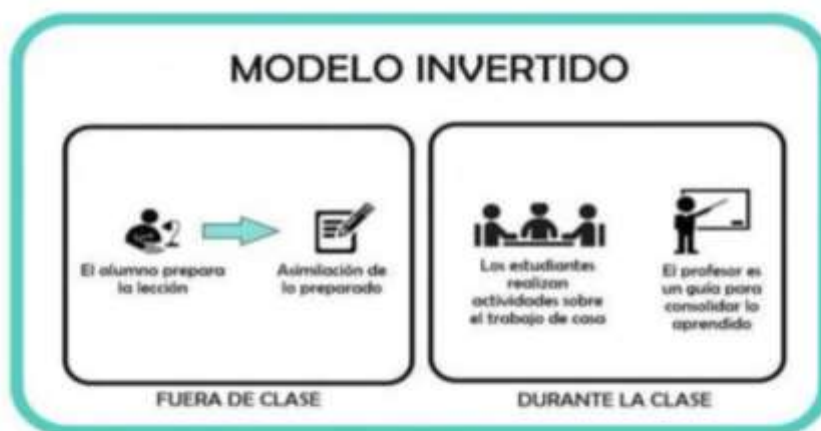 MODELO INVERTIDO
El alumno prepara
la lección
Asimilación de
lo preparado
Los estudiantes
realizan
actividades sobre
el trabajo de casa
El profesor es
un guía para
consolidar lo
aprendido
FUERA DE CLASE
DURANTE LA CLASE